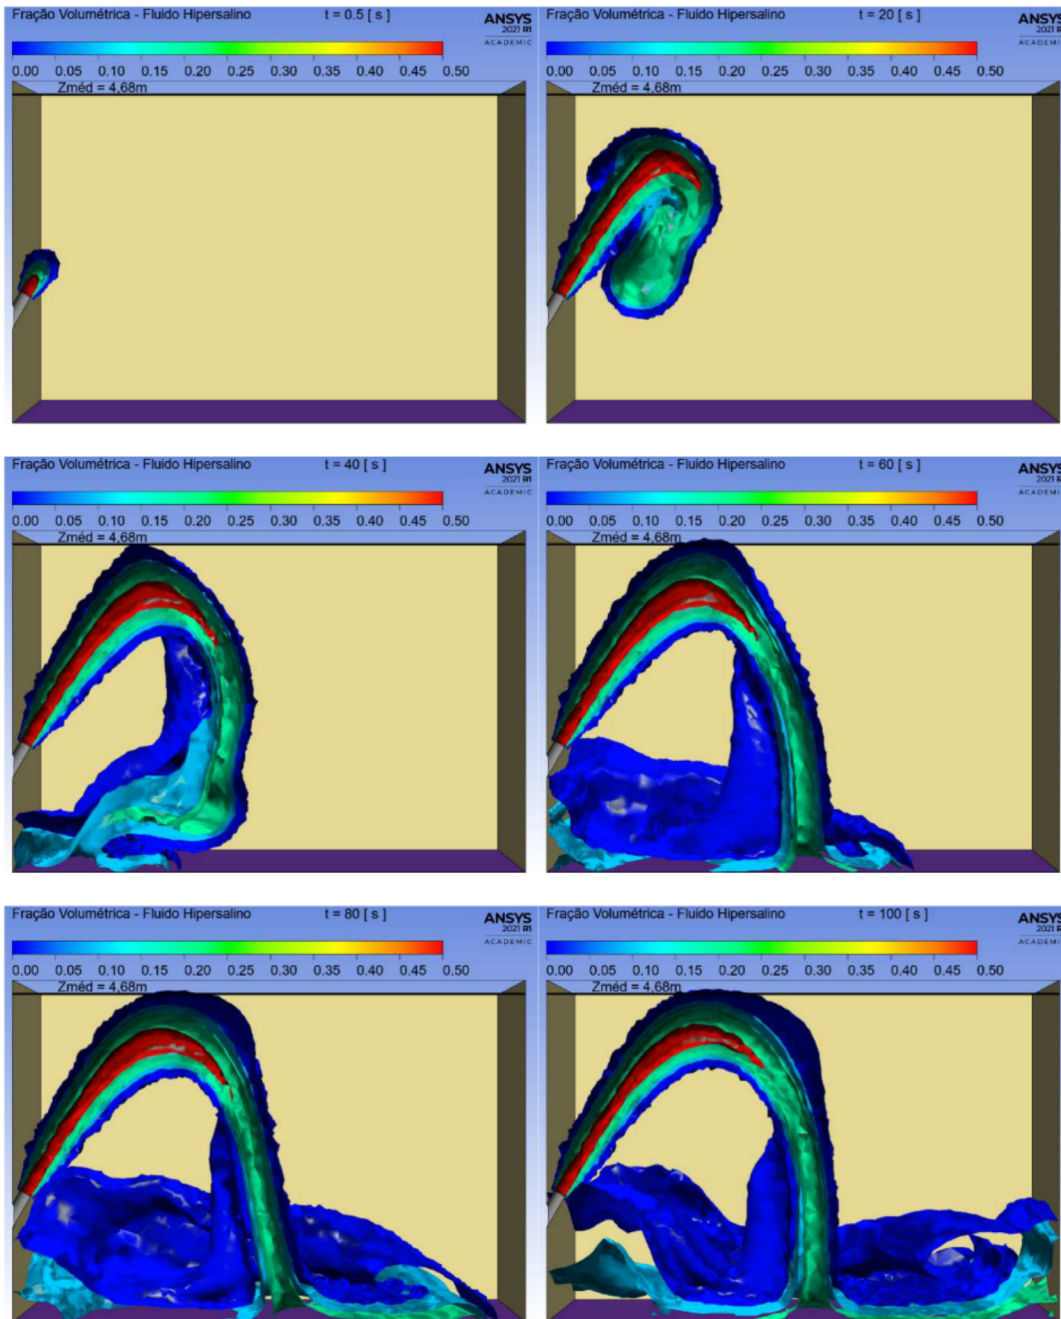 Fração Volumétrica - Fluido Hipersalino t = 0.5 [ s ]
ANSYS
2021 R1
ACADEMIC
0.00 0.05 0.10 0.15 0.20 0.25 0.30 0.35 0.40 0.45 0.50
Zméd = 4,68m
Fração Volumétrica - Fluido Hipersalino t = 20 [ s ]
ANSYS
2021 R1
ACADEMIC
0.00 0.05 0.10 0.15 0.20 0.25 0.30 0.35 0.40 0.45 0.50
Zméd = 4,68m
Fração Volumétrica - Fluido Hipersalino t = 40 [ s ]
ANSYS
2021 R1
ACADEMIC
0.00 0.05 0.10 0.15 0.20 0.25 0.30 0.35 0.40 0.45 0.50
Zméd = 4,68m
Fração Volumétrica - Fluido Hipersalino t = 60 [ s ]
ANSYS
2021 R1
ACADEMIC
0.00 0.05 0.10 0.15 0.20 0.25 0.30 0.35 0.40 0.45 0.50
Zméd = 4,68m
Fração Volumétrica - Fluido Hipersalino t = 80 [ s ]
ANSYS
2021 R1
ACADEMIC
0.00 0.05 0.10 0.15 0.20 0.25 0.30 0.35 0.40 0.45 0.50
Zméd = 4,68m
Fração Volumétrica - Fluido Hipersalino t = 100 [ s ]
ANSYS
2021 R1
ACADEMIC
0.00 0.05 0.10 0.15 0.20 0.25 0.30 0.35 0.40 0.45 0.50
Zméd = 4,68m